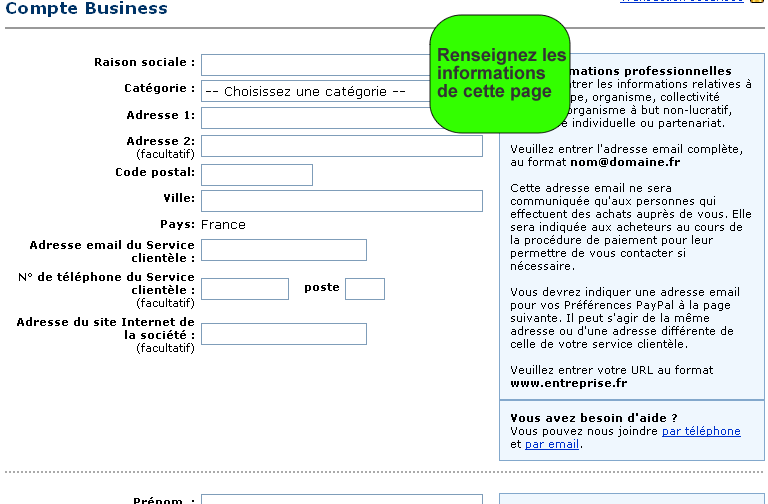 Compte Business
Renseignez les
informations
de cette page
Raison sociale :
Catégorie :
-- Choisissez une catégorie --
Adresse 1:
Adresse 2:
(facultatif)
Code postal:
Ville:
Pays: France
Adresse email du Service
clientèle :
N° de téléphone du Service
clientèle :
(facultatif)
poste
Adresse du site Internet de
la société :
(facultatif)
mations professionnelles
ntrer les informations relatives à
pe, organisme, collectivité
organisme à but non-lucratif,
e individuelle ou partenariat.
Veuillez entrer l'adresse email complète,
au format nom@domaine.fr
Cette adresse email ne sera
communiquée qu'aux personnes qui
effectuent des achats auprès de vous. Elle
sera indiquée aux acheteurs au cours de
la procédure de paiement pour leur
permettre de vous contacter si
nécessaire.
Vous devrez indiquer une adresse email
pour vos Préférences PayPal à la page
suivante. Il peut s'agir de la même
adresse ou d'une adresse différente de
celle de votre service clientèle.
Veuillez entrer votre URL au format
www.entreprise.fr
Vous avez besoin d'aide ?
Vous pouvez nous joindre par téléphone
et par email.
Prénom :